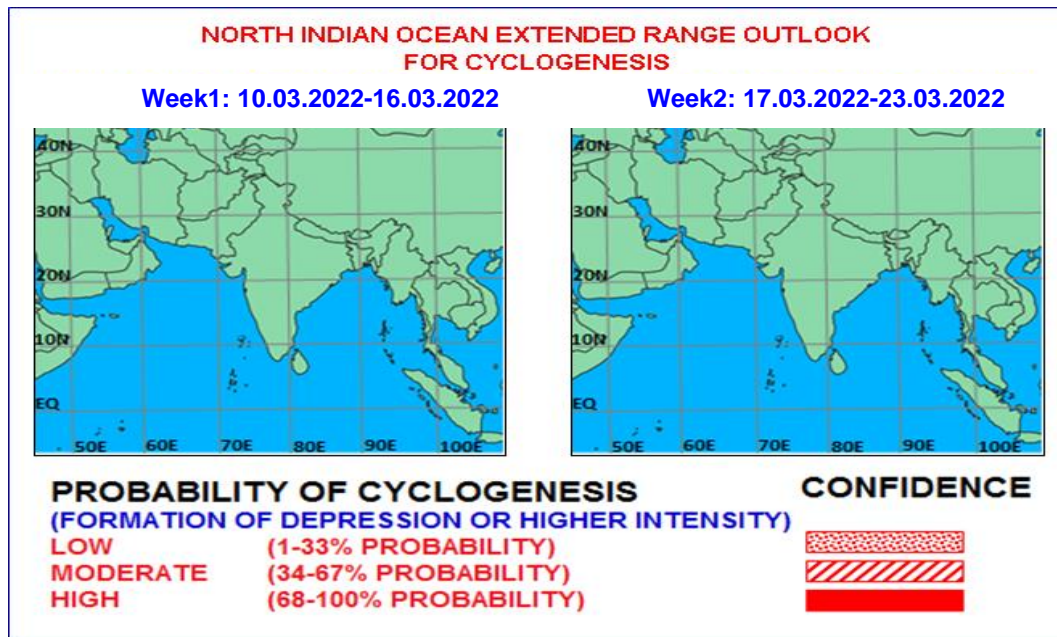 NORTH INDIAN OCEAN EXTENDED RANGE OUTLOOK
FOR CYCLOGENESIS
Week1: 10.03.2022-16.03.2022
Week2: 17.03.2022-23.03.2022
40N
30N
20N
10N
EQ
50E 60E 70E 80E 90E 100E
40N
30N
20N
10N
EQ
50E 60E 70E 80E 90E 100E
PROBABILITY OF CYCLOGENESIS CONFIDENCE
(FORMATION OF DEPRESSION OR HIGHER INTENSITY)
LOW (1-33% PROBABILITY)
MODERATE (34-67% PROBABILITY)
HIGH (68-100% PROBABILITY)